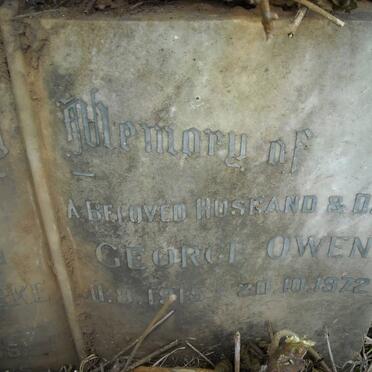 Memory of
A BELOVED HUSBAND & D
GEORGE OWEN
20.10.1972